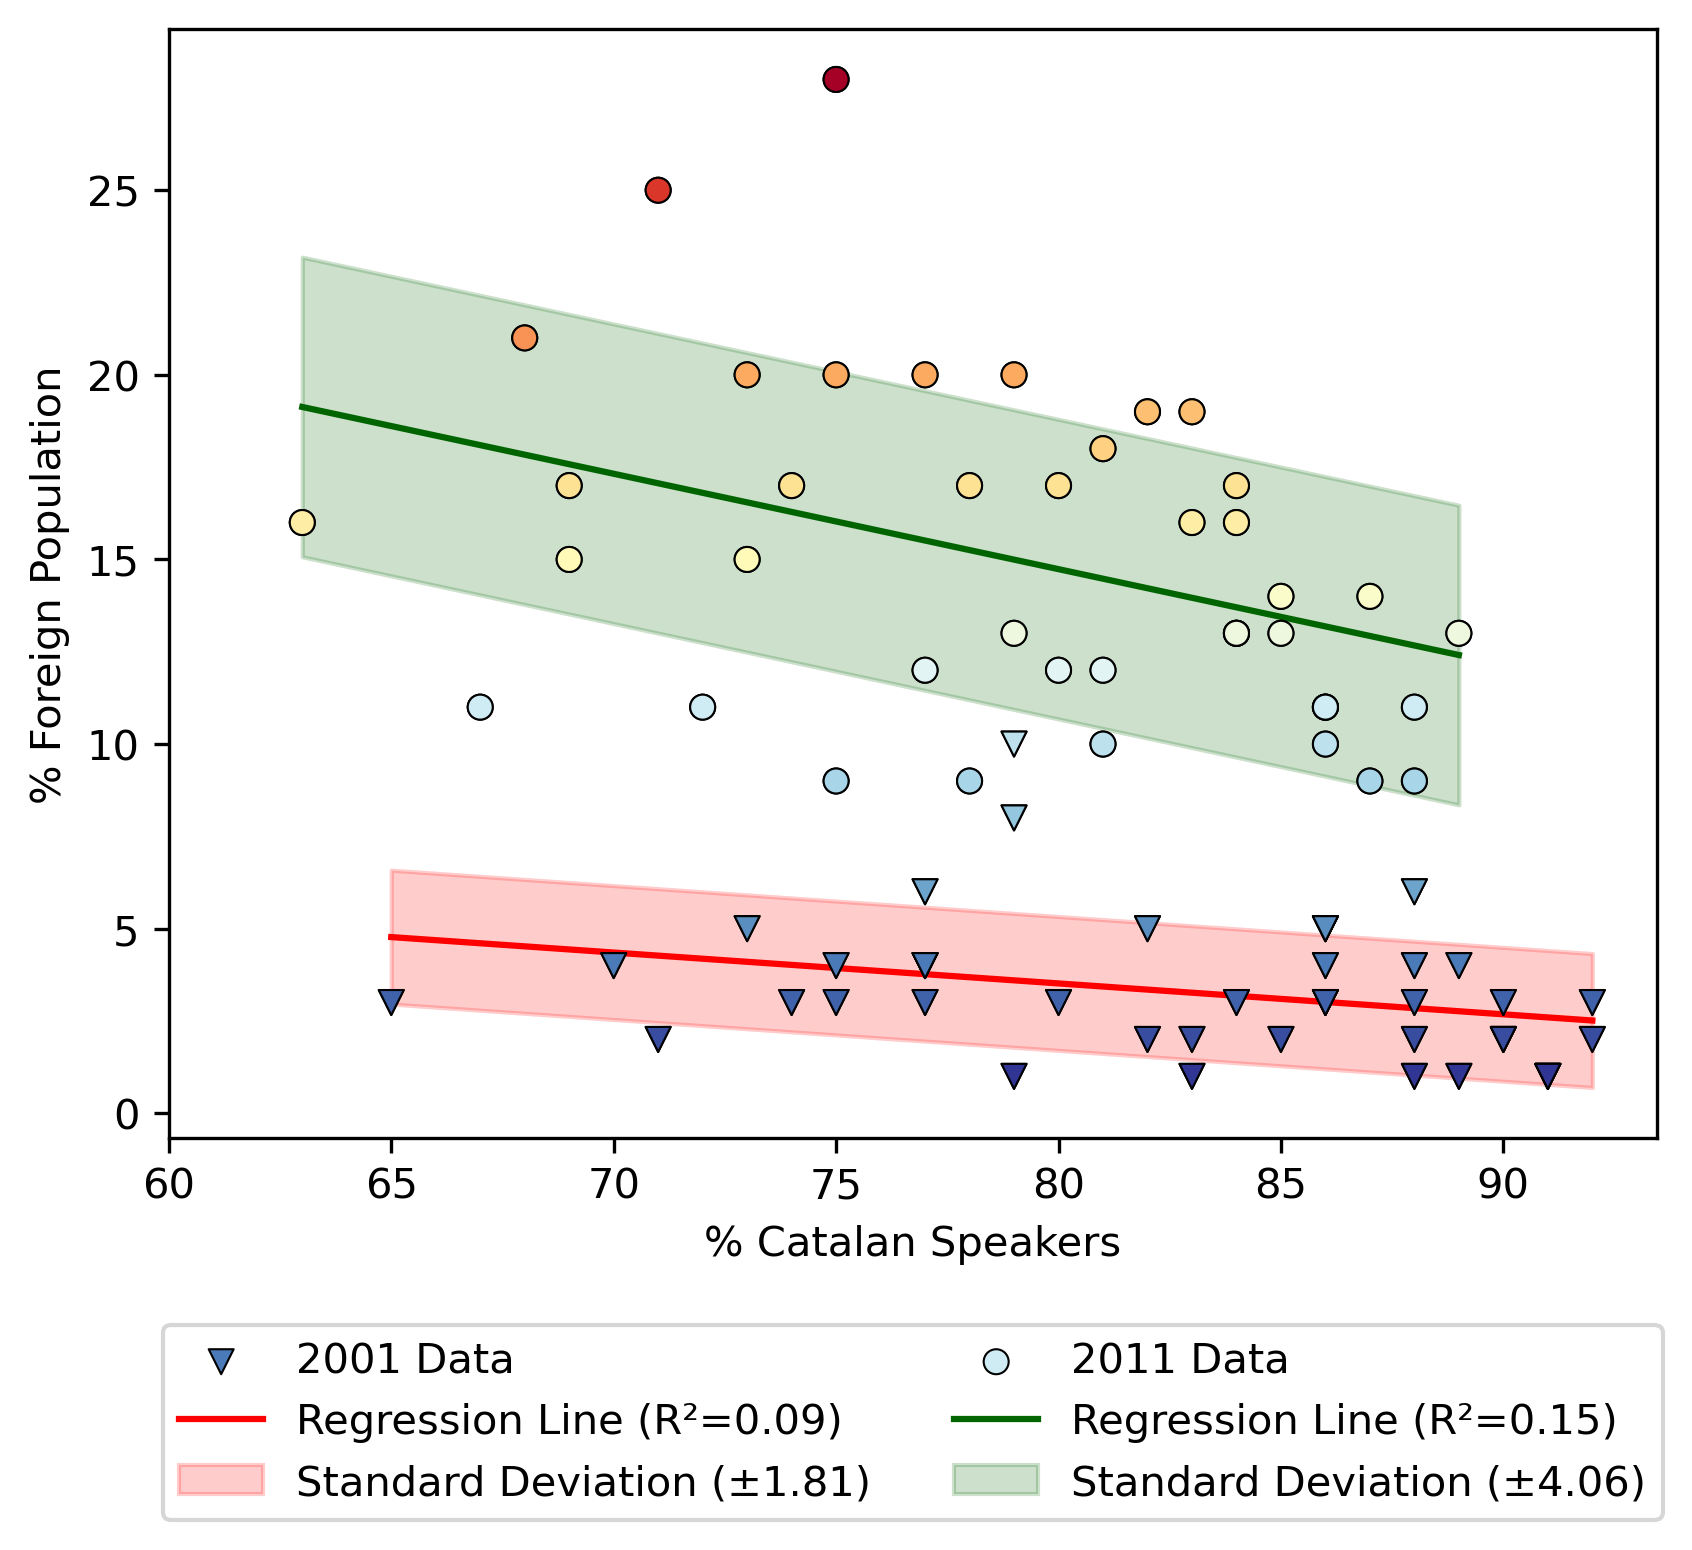 % Foreign Population
25
20
15
10
5
0
60 65 70 75 80 85 90
% Catalan Speakers
2001 Data
Regression Line (R²=0.09)
Standard Deviation (±1.81)
2011 Data
Regression Line (R²=0.15)
Standard Deviation (±4.06)